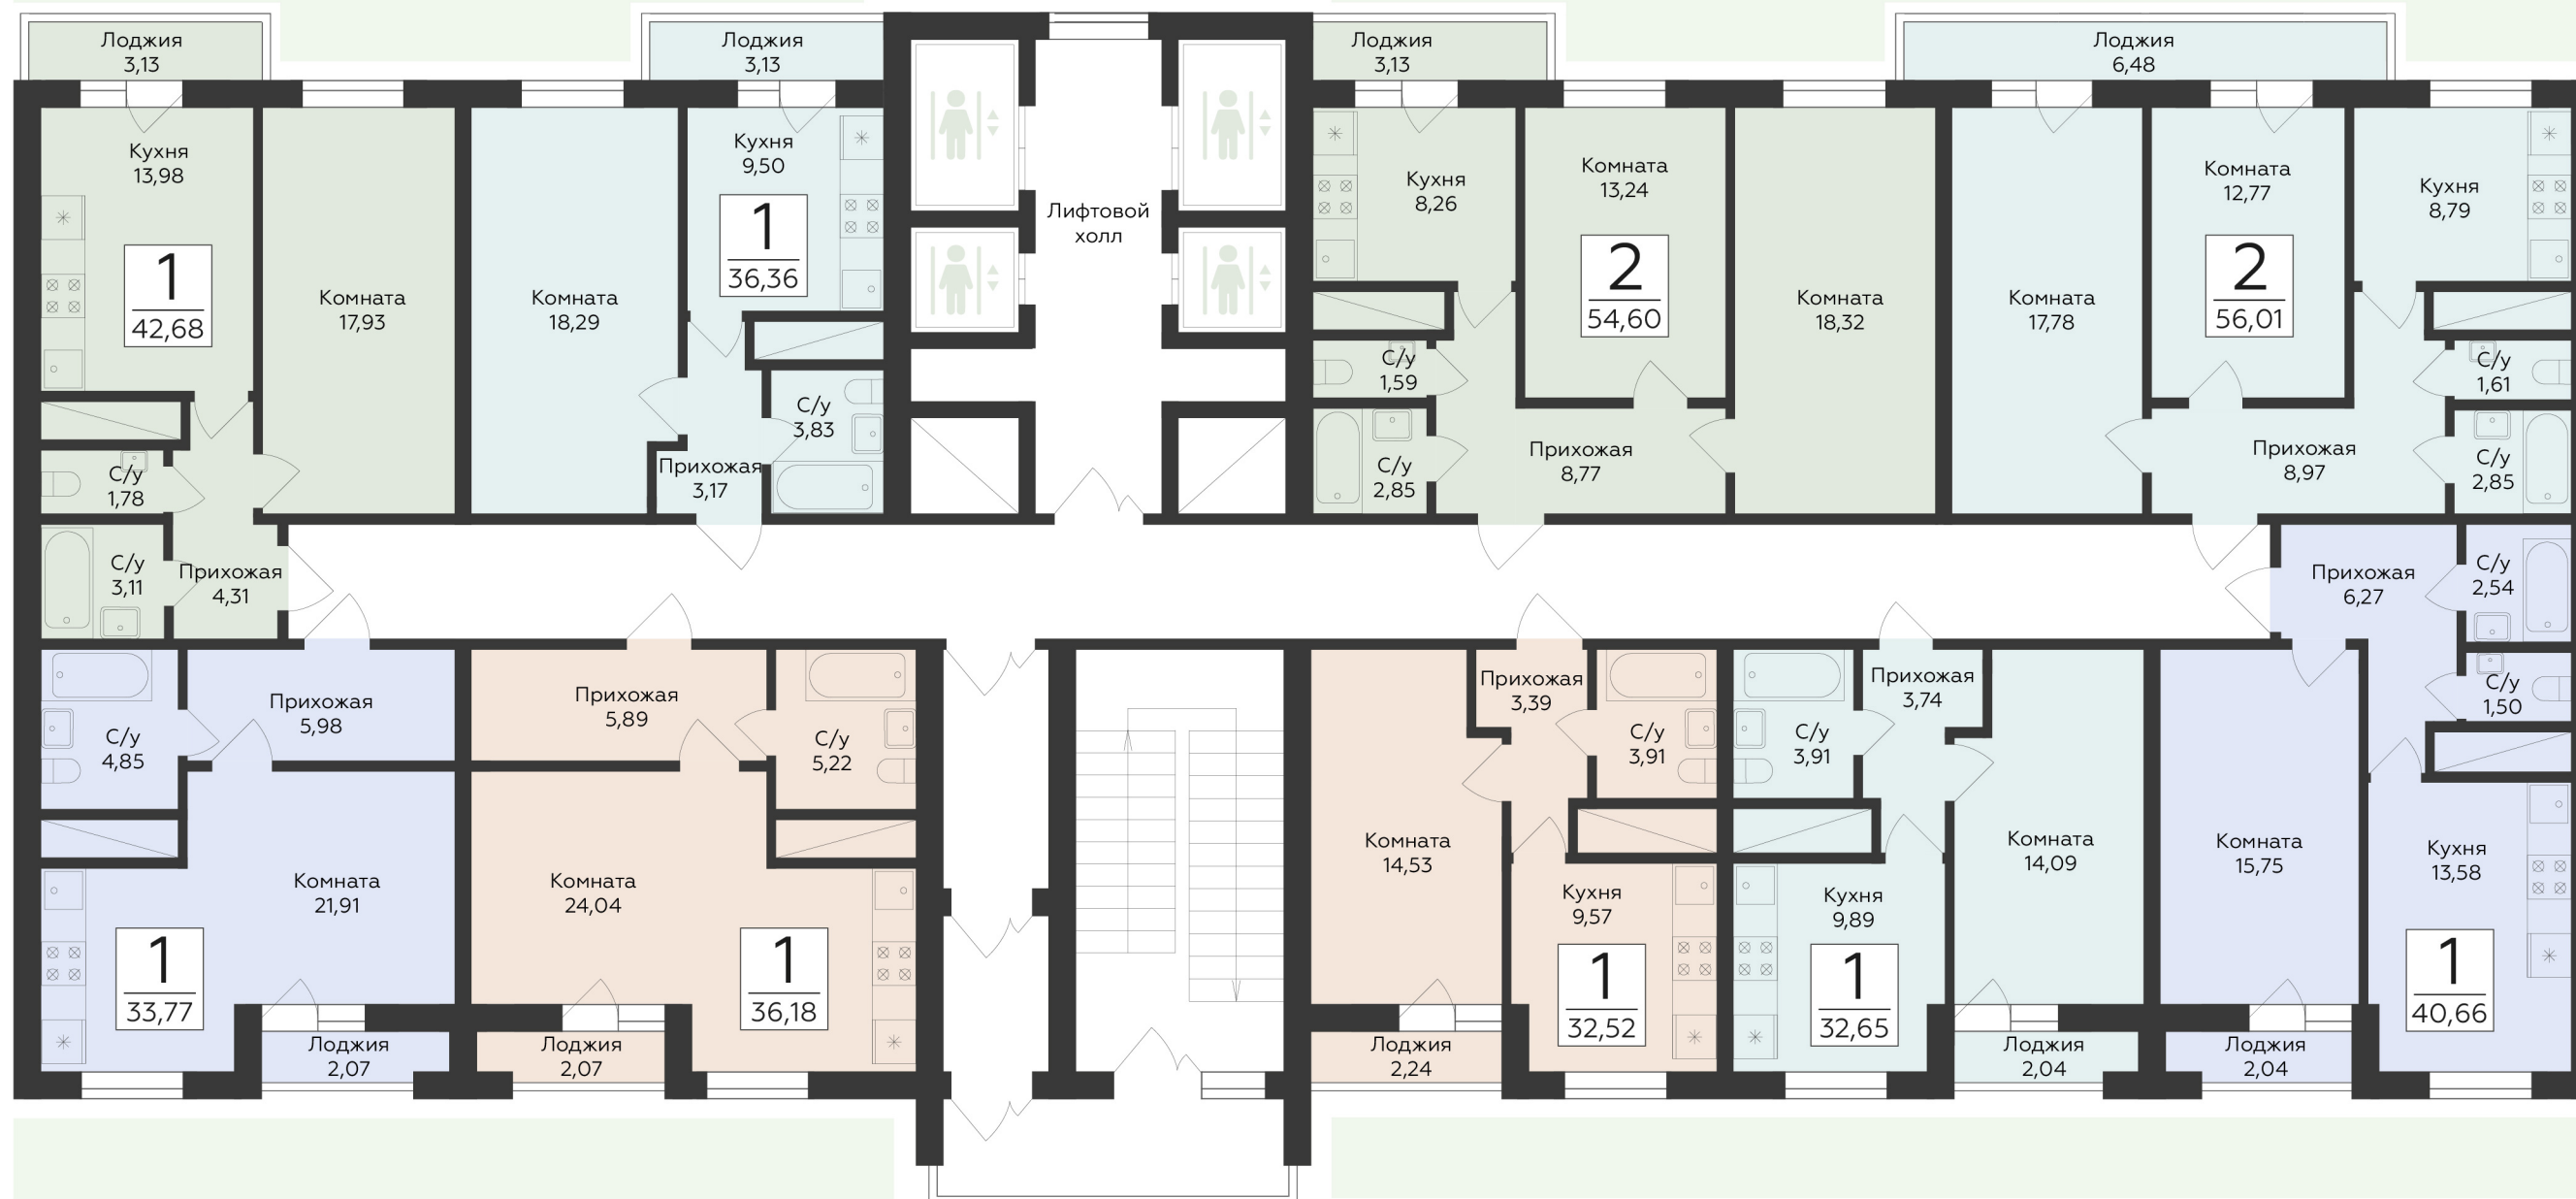 Лоджия
3,13
Кухня
13,98
1
42,68
Комната
17,93
С/у
1,78
С/у
3,11
Прихожая
4,31
Лоджия
3,13
Кухня
9,50
1
36,36
Комната
18,29
С/у
3,83
Прихожая
3,17
Лифтовой
холл
Лоджия
3,13
Кухня
8,26
Комната
13,24
2
54,60
Комната
18,32
С/у
1,59
С/у
2,85
Прихожая
8,77
Лоджия
6,48
Комната
17,78
Комната
12,77
2
56,01
Кухня
8,79
С/у
1,61
С/у
2,85
Прихожая
8,97
С/у
4,85
Прихожая
5,98
Комната
21,91
1
33,77
Лоджия
2,07
Прихожая
5,89
С/у
5,22
Комната
24,04
1
36,18
Лоджия
2,07
Прихожая
3,39
С/у
3,91
Комната
14,53
Кухня
9,57
1
32,52
Лоджия
2,24
С/у
3,91
Прихожая
3,74
Комната
14,09
Кухня
9,89
1
32,65
Лоджия
2,04
Прихожая
6,27
С/у
2,54
С/у
1,50
Комната
15,75
Кухня
13,58
1
40,66
Лоджия
2,04